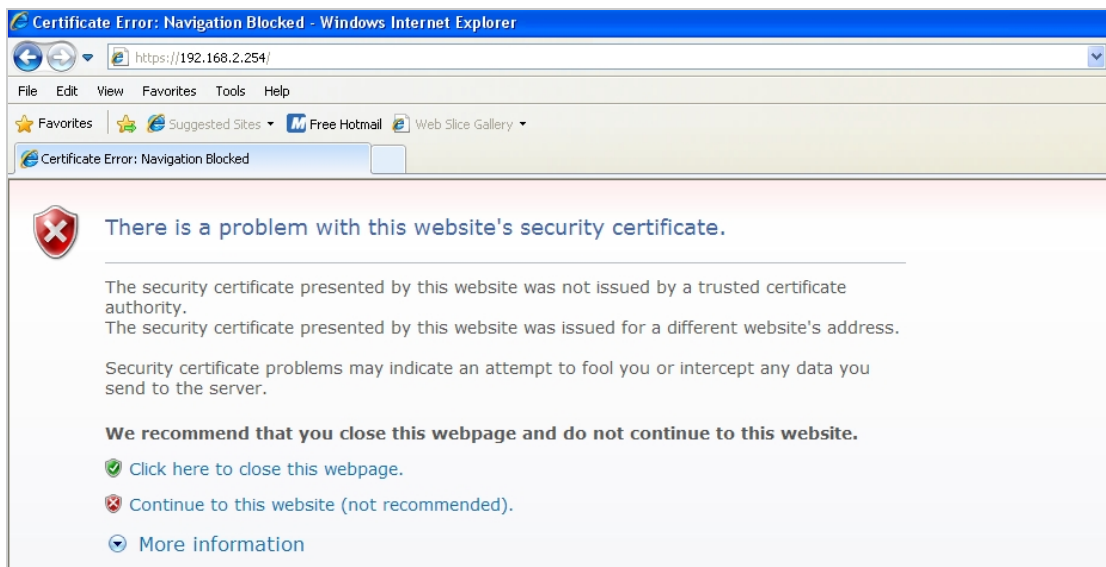 Certificate Error: Navigation Blocked - Windows Internet Explorer
https://192.168.2.254/
File Edit View Favorites Tools Help
Favorites Suggested Sites Free Hotmail Web Slice Gallery
Certificate Error: Navigation Blocked
There is a problem with this website's security certificate.
The security certificate presented by this website was not issued by a trusted certificate
authority.
The security certificate presented by this website was issued for a different website's address.
Security certificate problems may indicate an attempt to fool you or intercept any data you
send to the server.
We recommend that you close this webpage and do not continue to this website.
Click here to close this webpage.
Continue to this website (not recommended).
More information